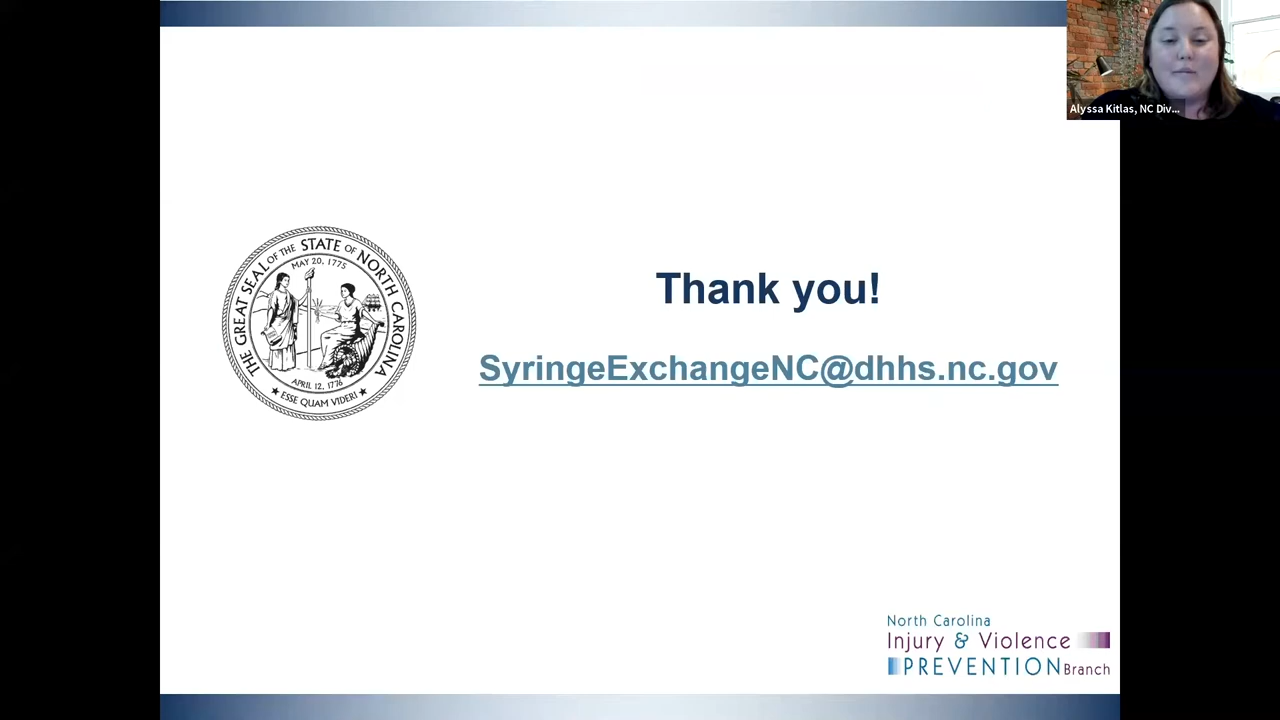 Alyssa Kitlas, NC Div...
THE GREAT SEAL OF THE STATE OF NORTH CAROLINA
MAY 20, 1775
APRIL 12, 1776
★ ESSE QUAM VIDERI ★
Thank you!
SyringeExchangeNC@dhhs.nc.gov
North Carolina
Injury & Violence
PREVENTION Branch